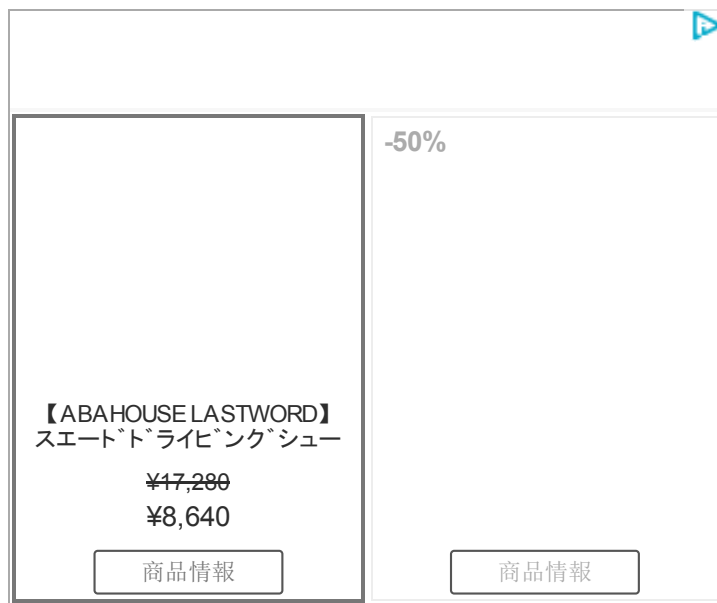 -50%
【ABAHOUSE LASTWORD】
スエードドライビングシュー
¥17,280
¥8,640
商品情報
商品情報